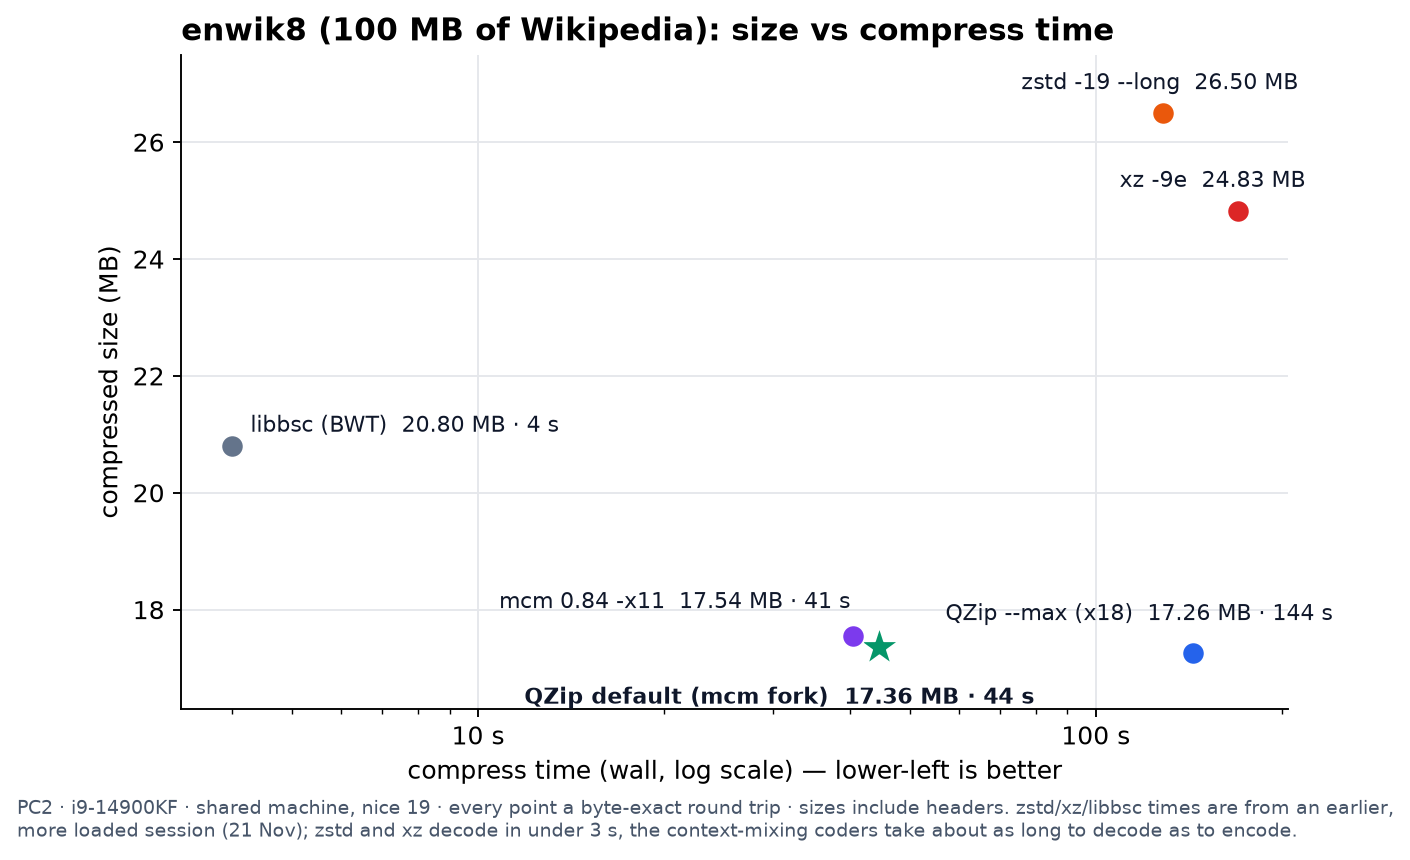 enwik8 (100 MB of Wikipedia): size vs compress time
zstd -19 --long  26.50 MB
26
xz -9e  24.83 MB
24
compressed size (MB)
22
libbsc (BWT)  20.80 MB · 4 s
20
mcm 0.84 -x11  17.54 MB · 41 s
18
QZip --max (x18)  17.26 MB · 144 s
QZip default (mcm fork)  17.36 MB · 44 s
10 s
100 s
compress time (wall, log scale) — lower-left is better
PC2 · i9-14900KF · shared machine, nice 19 · every point a byte-exact round trip · sizes include headers. zstd/xz/libbsc times are from an earlier,
more loaded session (21 Nov); zstd and xz decode in under 3 s, the context-mixing coders take about as long to decode as to encode.